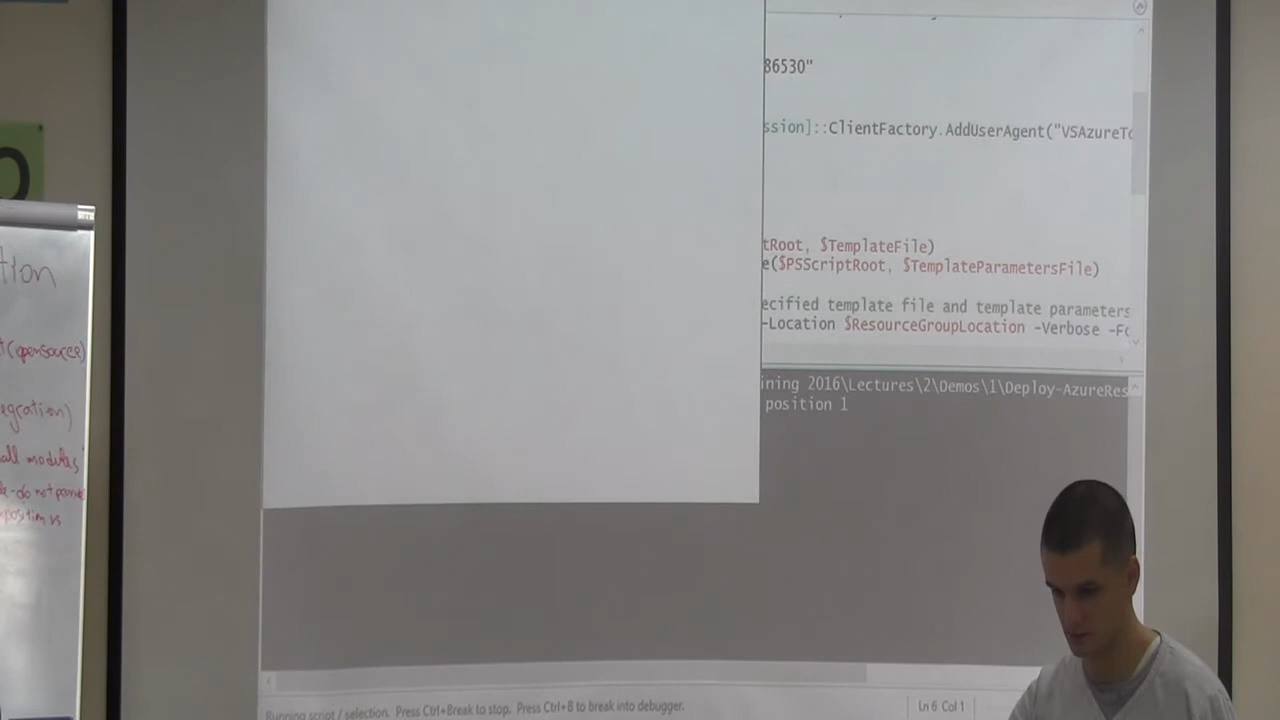 86530"
ssion]::ClientFactory.AddUserAgent("VSAzureTo
tRoot, $TemplateFile)
e($PSScriptRoot, $TemplateParametersFile)
ecified template file and template parameters
-Location $ResourceGroupLocation -Verbose -Fo
ining 2016\Lectures\2\Demos\1\Deploy-AzureRes
position 1
Running script / selection. Press Ctrl+Break to stop. Press Ctrl+B to break into debugger.
Ln 6 Col 1
tion
t(opensource)
egration)
all modules
do not